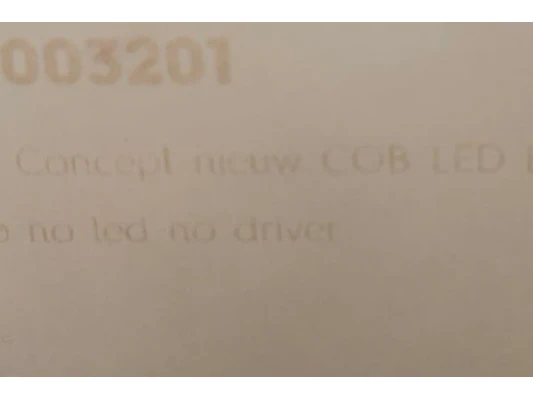 003201
Concept nieuw COB LED
no led no driver